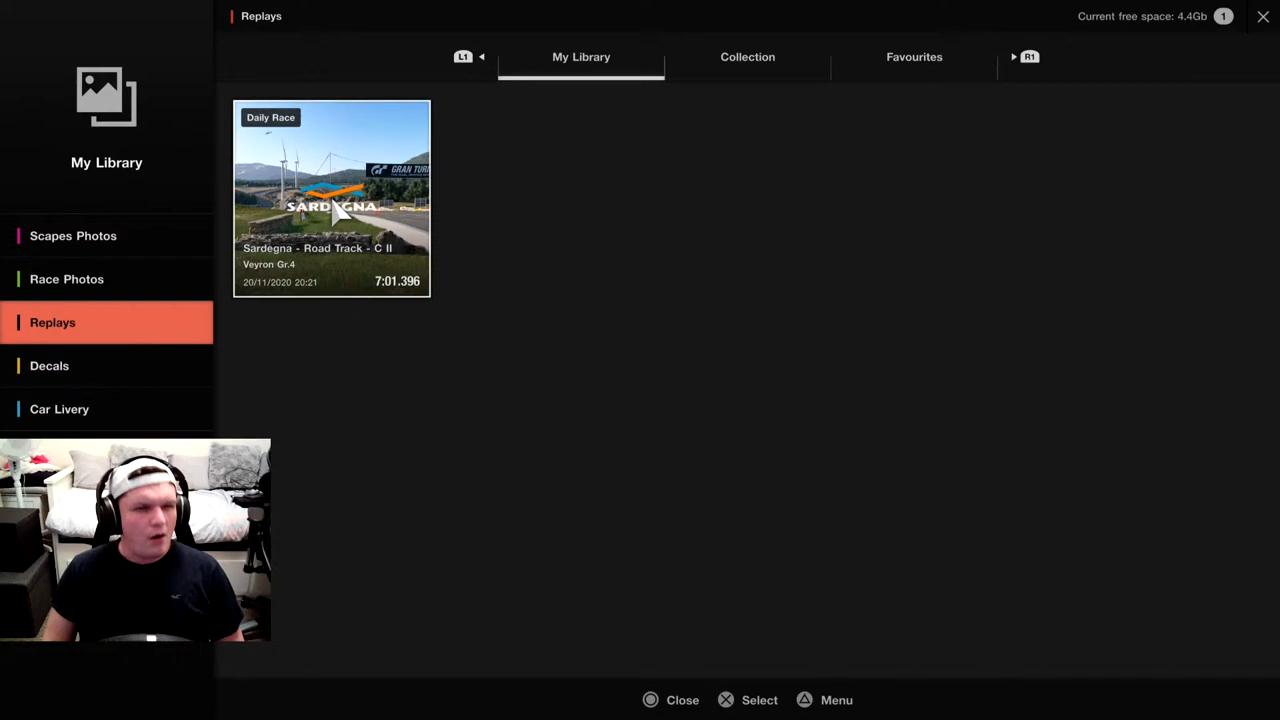 Replays
Current free space: 4.4Gb 1
L1 My Library Collection Favourites R1
My Library
Daily Race
GRAN TUR
SARDEGNA
Sardegna - Road Track - C II
Veyron Gr.4
20/11/2020 20:21 7:01.396
Scapes Photos
Race Photos
Replays
Decals
Car Livery
Close Select Menu